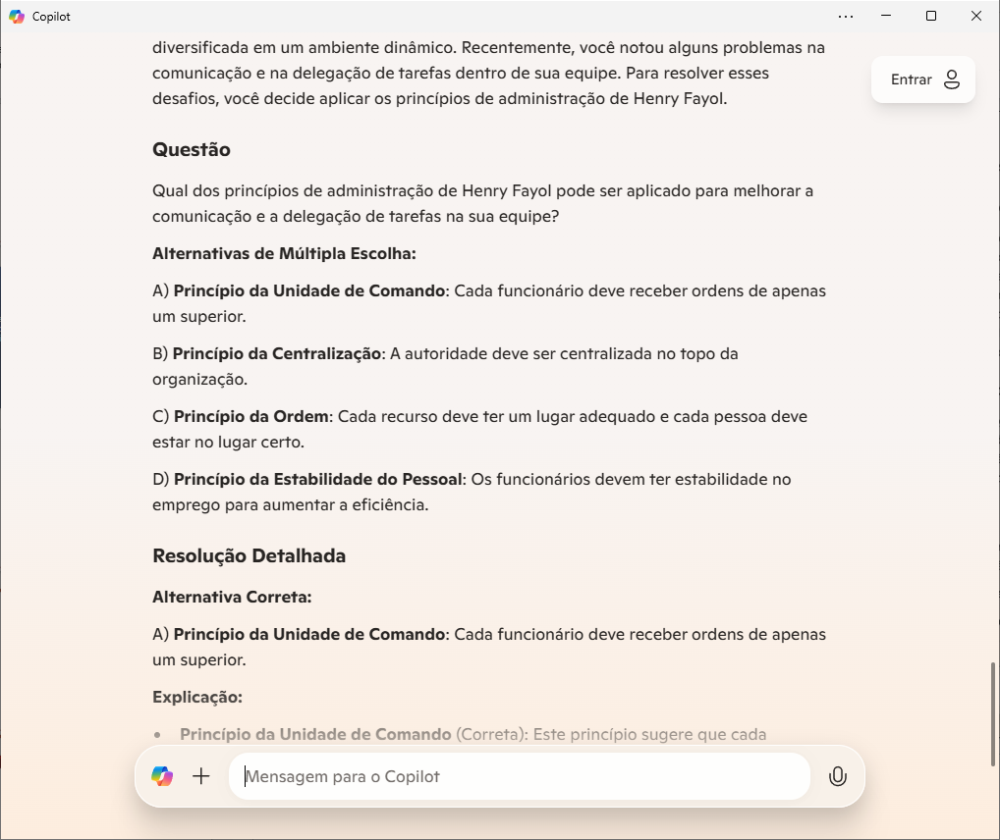 Copilot
diversificada em um ambiente dinâmico. Recentemente, você notou alguns problemas na
comunicação e na delegação de tarefas dentro de sua equipe. Para resolver esses
desafios, você decide aplicar os princípios de administração de Henry Fayol.
Entrar
Questão
Qual dos princípios de administração de Henry Fayol pode ser aplicado para melhorar a
comunicação e a delegação de tarefas na sua equipe?
Alternativas de Múltipla Escolha:
A) Princípio da Unidade de Comando: Cada funcionário deve receber ordens de apenas
um superior.
B) Princípio da Centralização: A autoridade deve ser centralizada no topo da
organização.
C) Princípio da Ordem: Cada recurso deve ter um lugar adequado e cada pessoa deve
estar no lugar certo.
D) Princípio da Estabilidade do Pessoal: Os funcionários devem ter estabilidade no
emprego para aumentar a eficiência.
Resolução Detalhada
Alternativa Correta:
A) Princípio da Unidade de Comando: Cada funcionário deve receber ordens de apenas
um superior.
Explicação:
• Princípio da Unidade de Comando (Correta): Este princípio sugere que cada
Mensagem para o Copilot